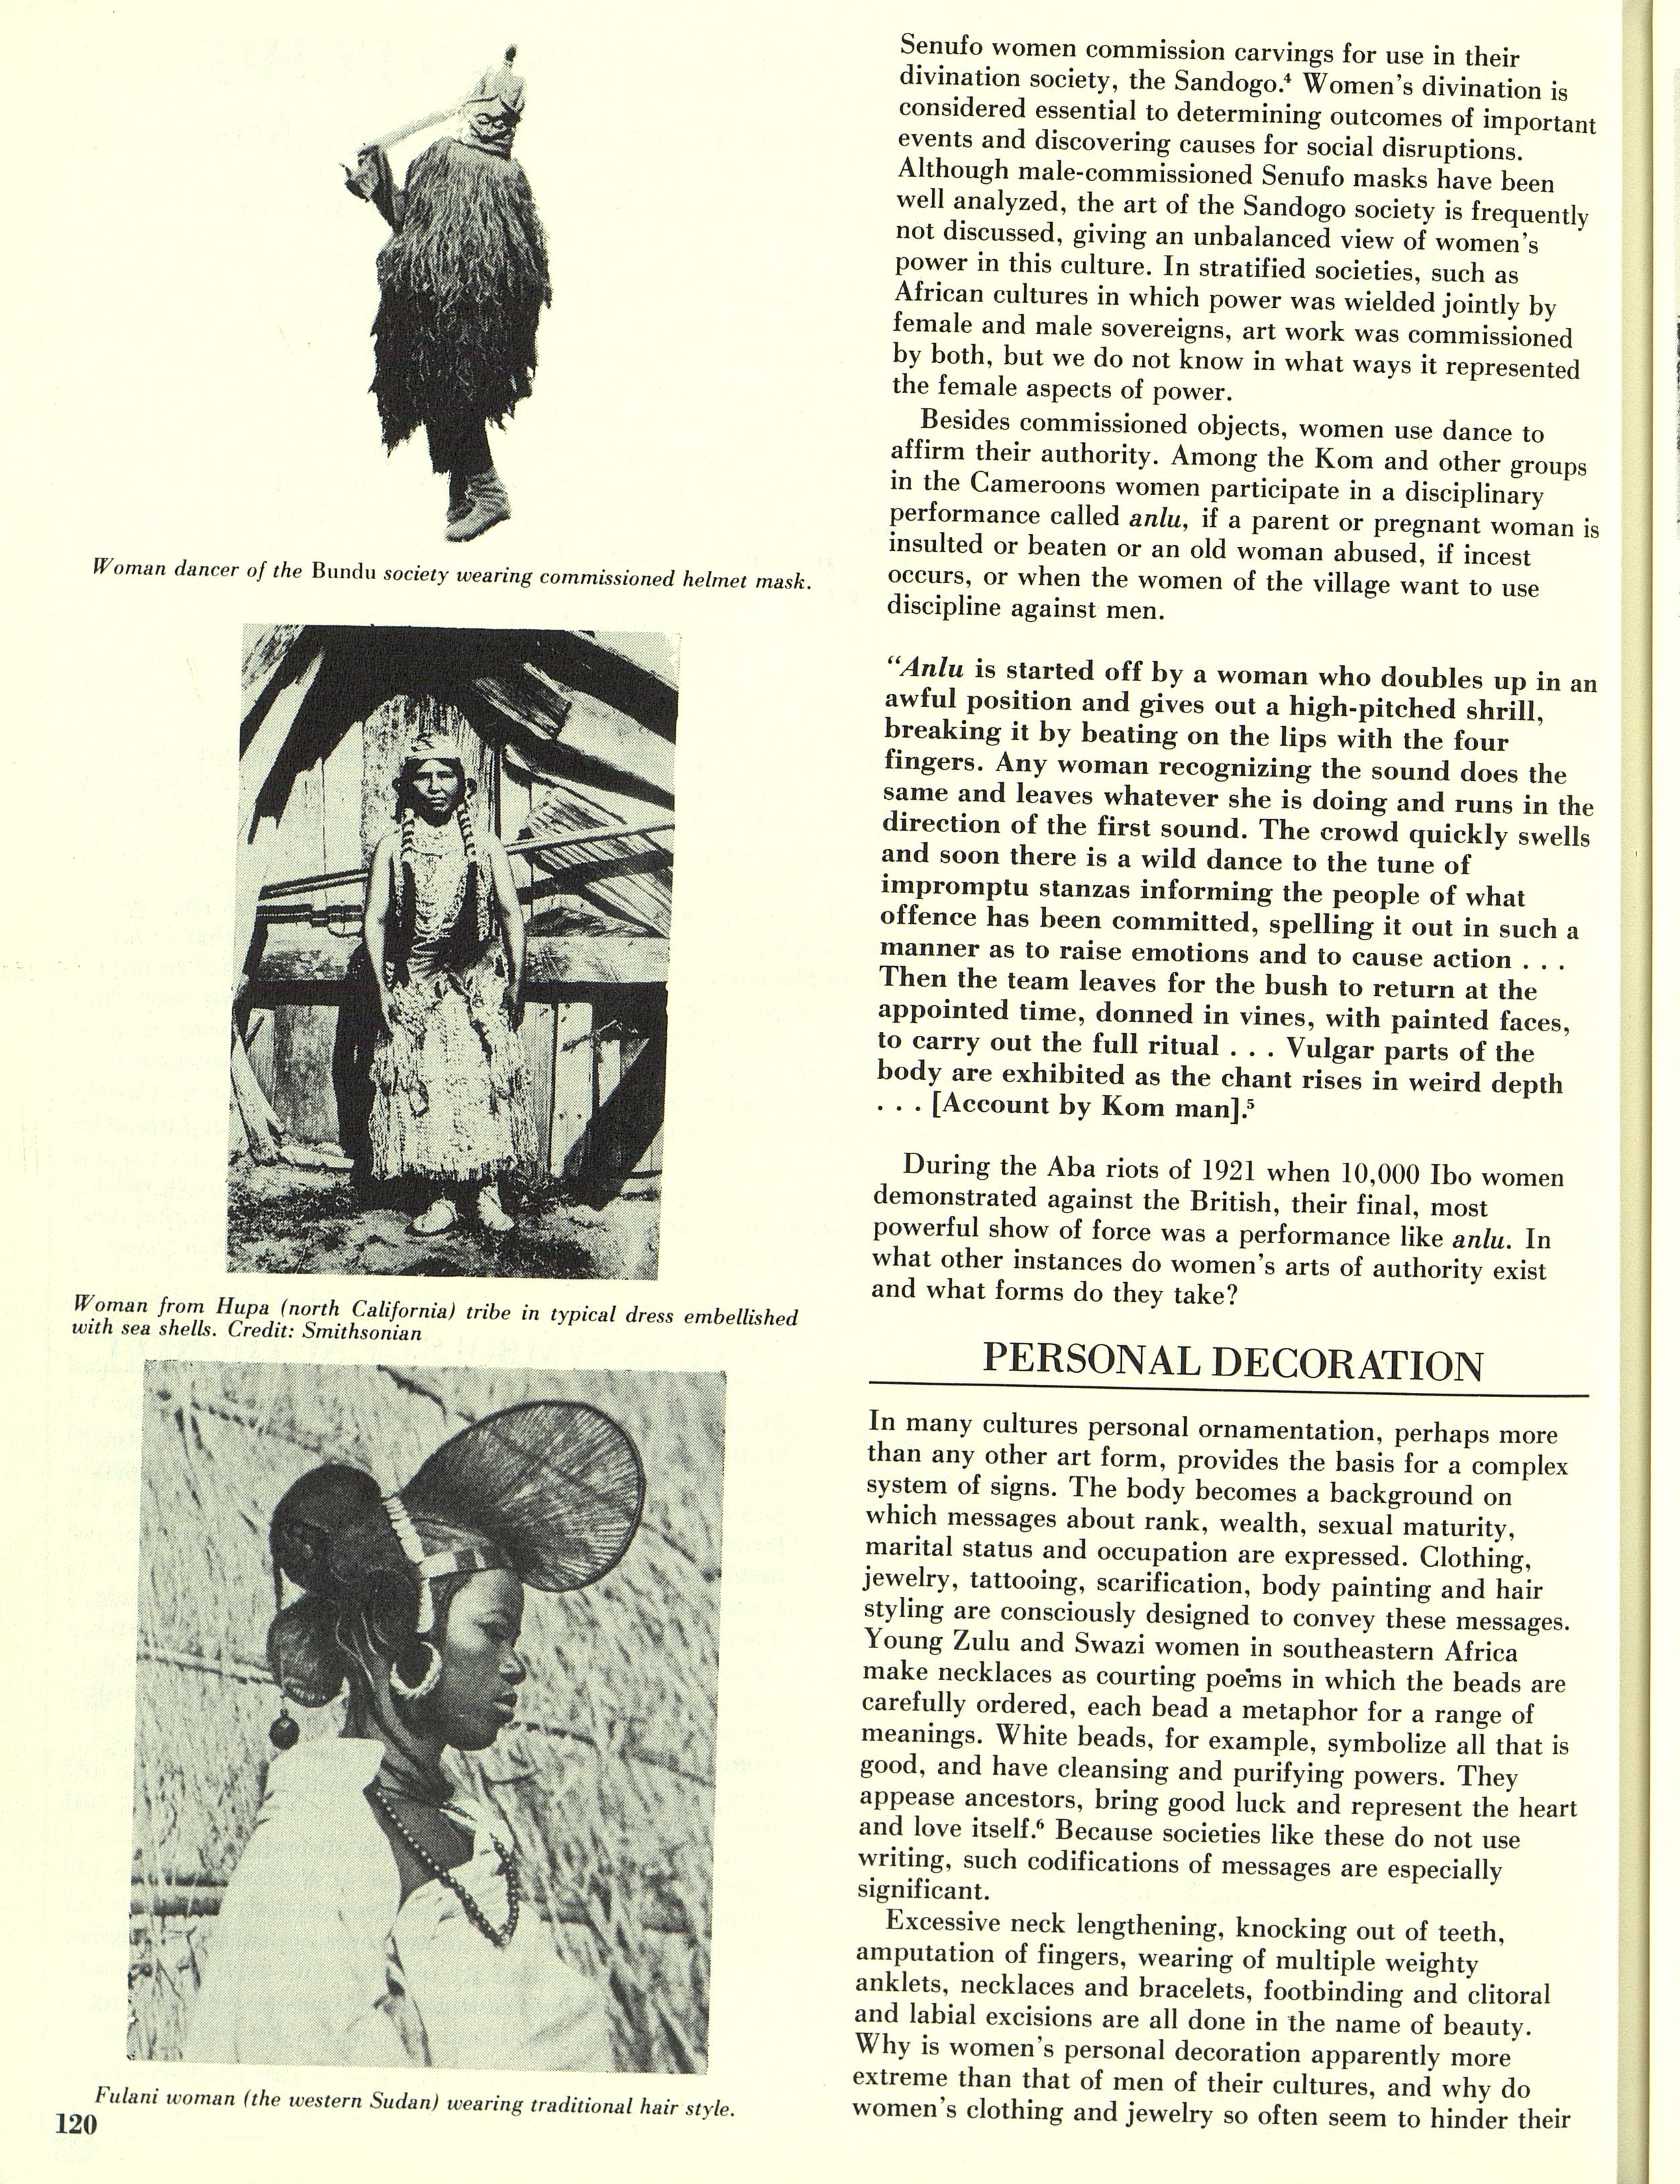 Woman dancer of the Bundu society wearing commissioned helmet mask.
Woman from Hupa (north California) tribe in typical dress embellished
with sea shells. Credit: Smithsonian
Fulani woman (the western Sudan) wearing traditional hair style.
120
Senufo women commission carvings for use in their
divination society, the Sandogo.⁴ Women's divination is
considered essential to determining outcomes of important
events and discovering causes for social disruptions.
Although male-commissioned Senufo masks have been
well analyzed, the art of the Sandogo society is frequently
not discussed, giving an unbalanced view of women's
power in this culture. In stratified societies, such as
African cultures in which power was wielded jointly by
female and male sovereigns, art work was commissioned
by both, but we do not know in what ways it represented
the female aspects of power.
Besides commissioned objects, women use dance to
affirm their authority. Among the Kom and other groups
in the Cameroons women participate in a disciplinary
performance called anlu, if a parent or pregnant woman is
insulted or beaten or an old woman abused, if incest
occurs, or when the women of the village want to use
discipline against men.
"Anlu is started off by a woman who doubles up in an
awful position and gives out a high-pitched shrill,
breaking it by beating on the lips with the four
fingers. Any woman recognizing the sound does the
same and leaves whatever she is doing and runs in the
direction of the first sound. The crowd quickly swells
and soon there is a wild dance to the tune of
impromptu stanzas informing the people of what
offence has been committed, spelling it out in such a
manner as to raise emotions and to cause action . . .
Then the team leaves for the bush to return at the
appointed time, donned in vines, with painted faces,
to carry out the full ritual . . . Vulgar parts of the
body are exhibited as the chant rises in weird depth
. . . [Account by Kom man].⁵
During the Aba riots of 1921 when 10,000 Ibo women
demonstrated against the British, their final, most
powerful show of force was a performance like anlu. In
what other instances do women's arts of authority exist
and what forms do they take?
PERSONAL DECORATION
In many cultures personal ornamentation, perhaps more
than any other art form, provides the basis for a complex
system of signs. The body becomes a background on
which messages about rank, wealth, sexual maturity,
marital status and occupation are expressed. Clothing,
jewelry, tattooing, scarification, body painting and hair
styling are consciously designed to convey these messages.
Young Zulu and Swazi women in southeastern Africa
make necklaces as courting poems in which the beads are
carefully ordered, each bead a metaphor for a range of
meanings. White beads, for example, symbolize all that is
good, and have cleansing and purifying powers. They
appease ancestors, bring good luck and represent the heart
and love itself.⁶ Because societies like these do not use
writing, such codifications of messages are especially
significant.
Excessive neck lengthening, knocking out of teeth,
amputation of fingers, wearing of multiple weighty
anklets, necklaces and bracelets, footbinding and clitoral
and labial excisions are all done in the name of beauty.
Why is women's personal decoration apparently more
extreme than that of men of their cultures, and why do
women's clothing and jewelry so often seem to hinder their